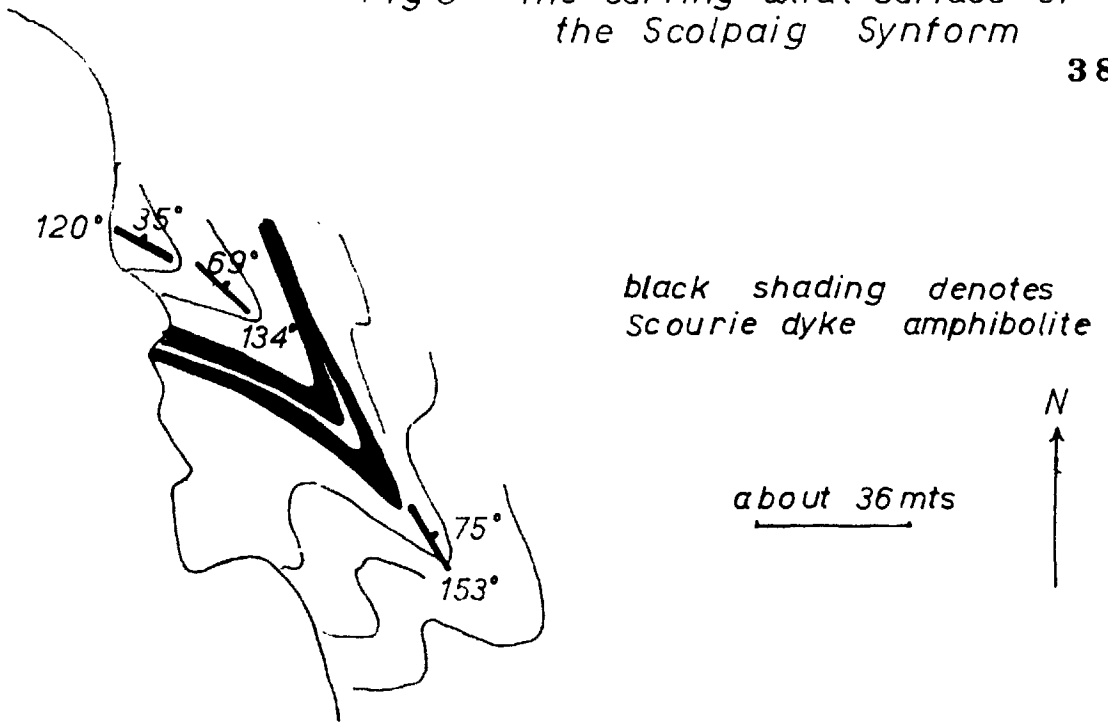 the Scolpaig Synform
38
120°
35°
69°
134°
black shading denotes
Scourie dyke amphibolite
N
about 36 mts
75°
153°